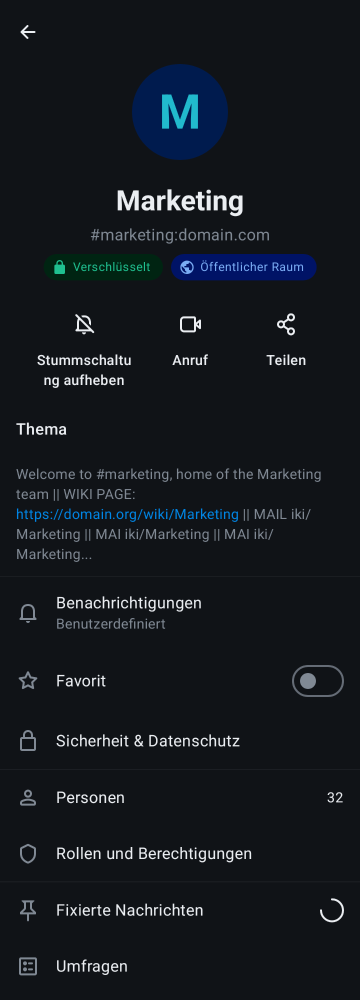 M
Marketing
#marketing:domain.com
Verschlüsselt
Öffentlicher Raum
Stummschaltu
ng aufheben
Anruf
Teilen
Thema
Welcome to #marketing, home of the Marketing
team || WIKI PAGE:
https://domain.org/wiki/Marketing || MAIL iki/
Marketing || MAI iki/Marketing || MAI iki/
Marketing...
Benachrichtigungen
Benutzerdefiniert
Favorit
Sicherheit & Datenschutz
Personen 32
Rollen und Berechtigungen
Fixierte Nachrichten
Umfragen